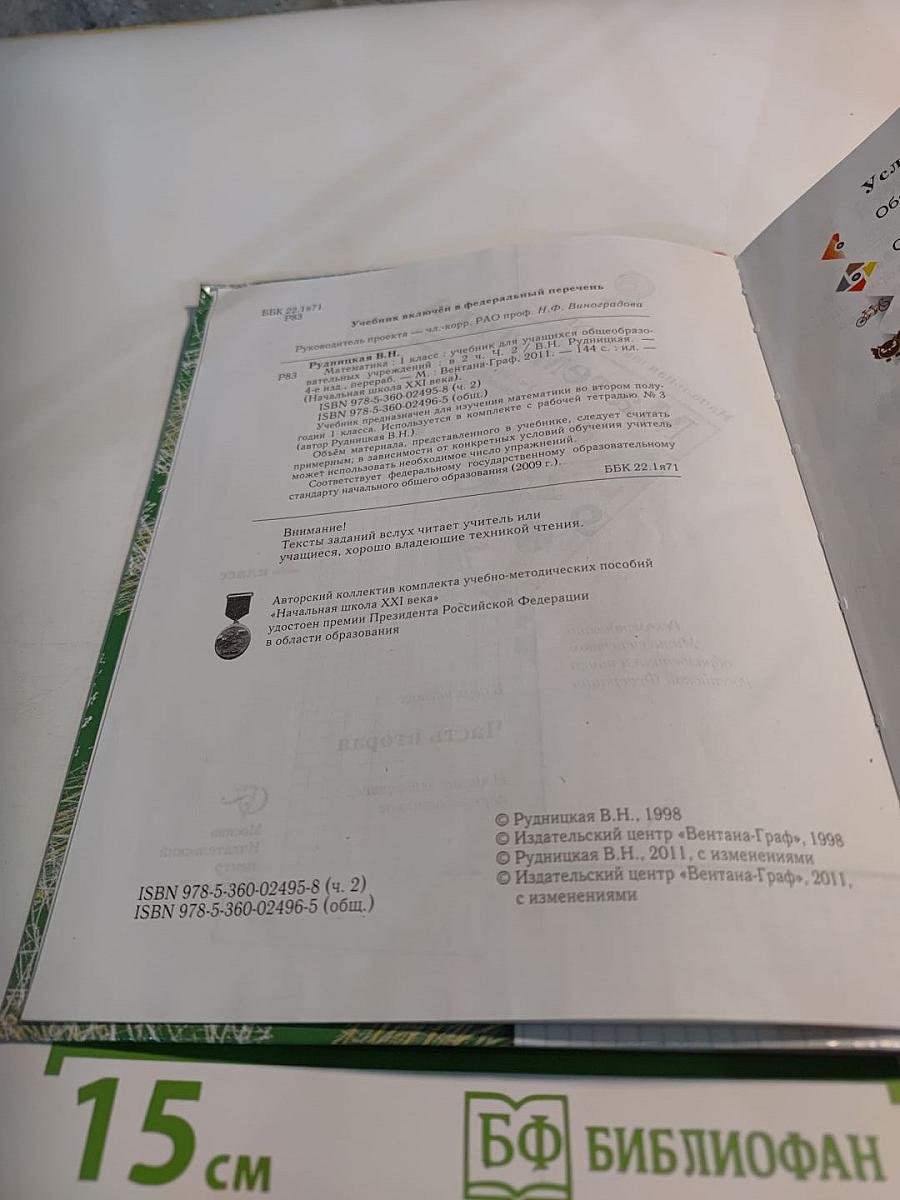 ББК 22.1я71
Р83
Учебник включён в федеральный перечень
Руководитель проекта — чл.-корр. РАО проф. Н.Ф. Виноградова
Рудницкая В.Н.
Р83 Математика : 1 класс : учебник для учащихся общеобразо-
вательных учреждений : в 2 ч. Ч. 2 / В.Н. Рудницкая. —
4-е изд., перераб. — М. : Вентана-Граф, 2011. — 144 с. : ил. —
(Начальная школа XXI века).
ISBN 978-5-360-02495-8 (ч. 2)
ISBN 978-5-360-02496-5 (общ.)
Учебник предназначен для изучения математики во втором полу-
годии 1 класса. Используется в комплекте с рабочей тетрадью № 3
(автор Рудницкая В.Н.).
Объём материала, представленного в учебнике, следует считать
примерным; в зависимости от конкретных условий обучения учитель
может использовать необходимое число упражнений.
Соответствует федеральному государственному образовательному
стандарту начального общего образования (2009 г.).
ББК 22.1я71
Внимание!
Тексты заданий вслух читает учитель или
учащиеся, хорошо владеющие техникой чтения.
Авторский коллектив комплекта учебно-методических пособий
«Начальная школа XXI века»
удостоен премии Президента Российской Федерации
в области образования
© Рудницкая В.Н., 1998
© Издательский центр «Вентана-Граф», 1998
© Рудницкая В.Н., 2011, с изменениями
© Издательский центр «Вентана-Граф», 2011,
с изменениями
ISBN 978-5-360-02495-8 (ч. 2)
ISBN 978-5-360-02496-5 (общ.)
15 см
БФ БИБЛИОФАН